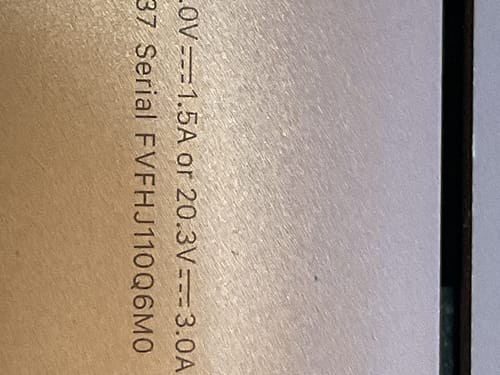 .0V⎓1.5A or 20.3V⎓3.0A
37 Serial FVFHJ110Q6M0